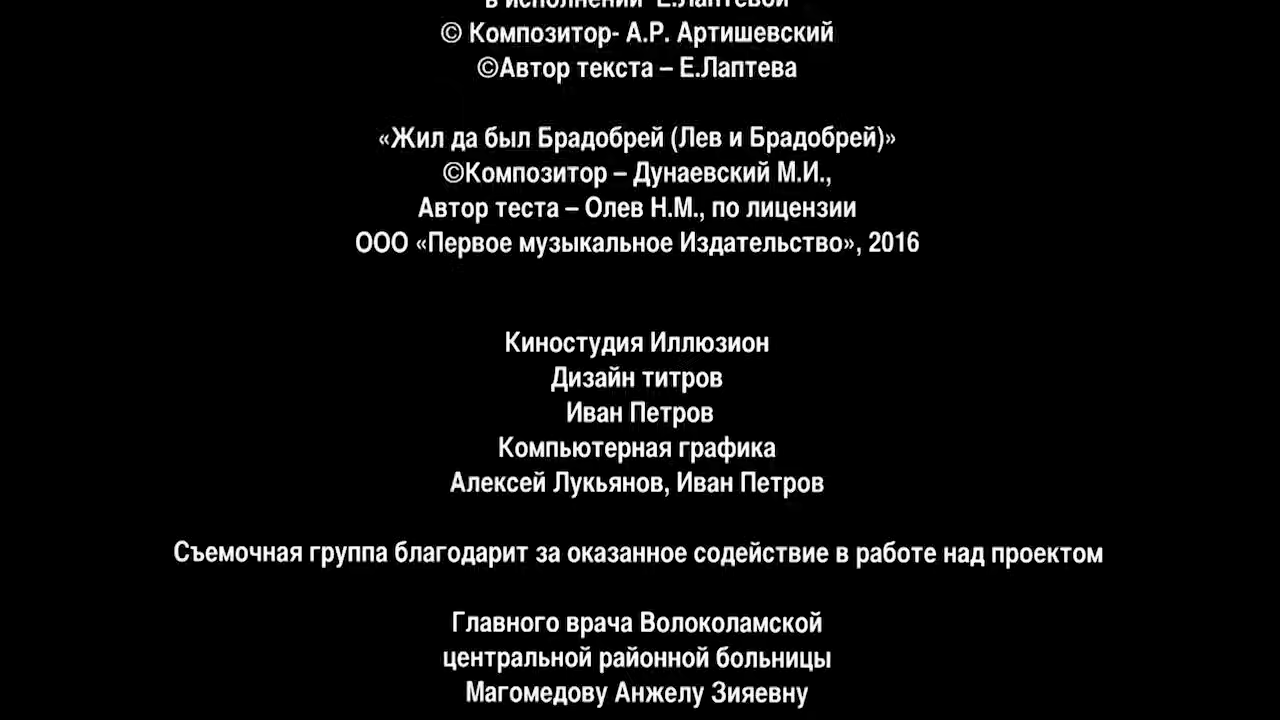 в исполнении Е.Лаптевой
© Композитор- А.Р. Артишевский
©Автор текста – Е.Лаптева
«Жил да был Брадобрей (Лев и Брадобрей)»
©Композитор – Дунаевский М.И.,
Автор теста – Олев Н.М., по лицензии
ООО «Первое музыкальное Издательство», 2016
Киностудия Иллюзион
Дизайн титров
Иван Петров
Компьютерная графика
Алексей Лукьянов, Иван Петров
Съемочная группа благодарит за оказанное содействие в работе над проектом
Главного врача Волоколамской
центральной районной больницы
Магомедову Анжелу Зияевну